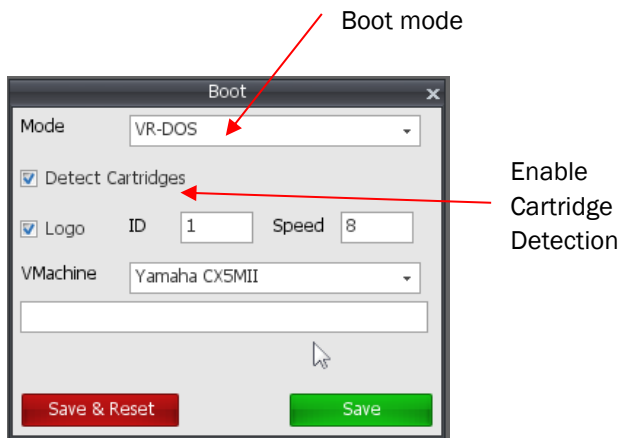 Boot mode
Boot
x
Mode VR-DOS
Detect Cartridges
Logo ID 1 Speed 8
VMachine Yamaha CX5MII
Save & Reset Save
Enable
Cartridge
Detection